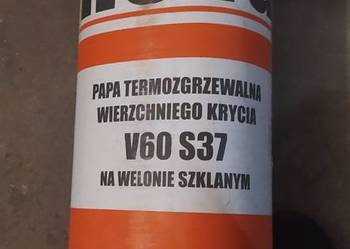 PAPA TERMOZGRZEWALNA
WIERZCHNIEGO KRYCIA
V60 S37
NA WELONIE SZKLANYM